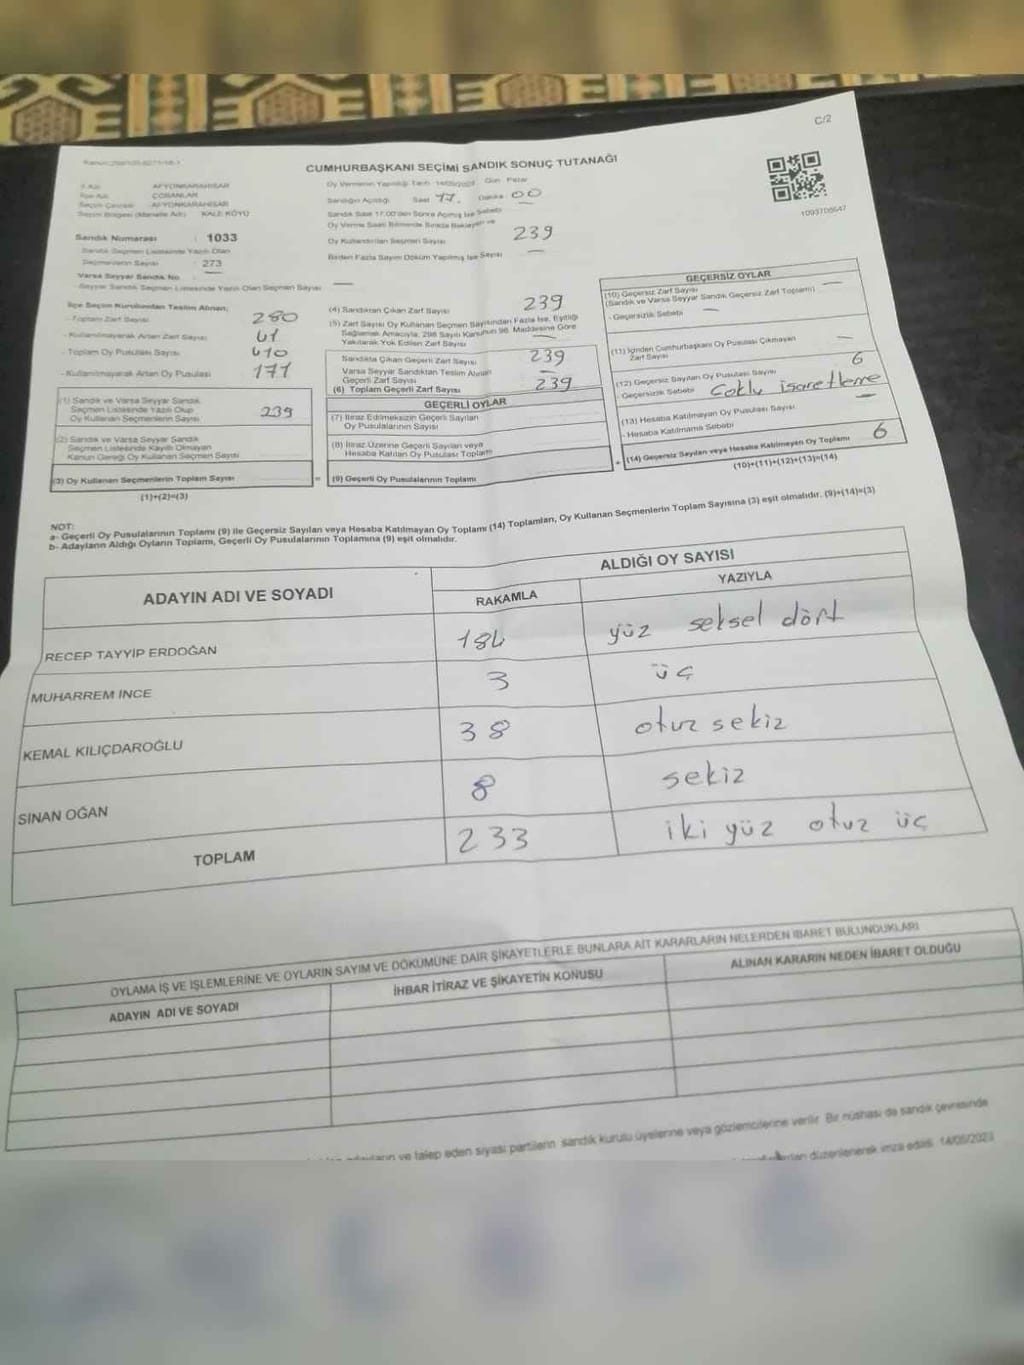 C/2
CUMHURBAŞKANI SEÇİMİ SANDIK SONUÇ TUTANAĞI
1093706647
İl Adı AFYONKARAHİSAR
İlçe Adı ÇOBANLAR
Seçim Çevresi AFYONKARAHİSAR
Seçim Bölgesi (Mahalle Adı) KALE KÖYÜ
Sandık Numarası : 1033
Sandık Seçmen Listesinde Yazılı Olan
Seçmenlerin Sayısı : 273
Varsa Seyyar Sandık No
Seyyar Sandık Seçmen Listesinde Yazılı Olan Seçmen Sayısı
Oy Vermenin Yapıldığı Tarih 14/05/2023 Gün Pazar
Sandığın Açıldığı Saat 17. Dakika 00
Sandık Saat 17:00'den Sonra Açılmış İse Sebebi
Oy Verme Saati Bitiminde Sırada Bekleyen ve
Oy Kullandırılan Seçmen Sayısı 239
Birden Fazla Sayım Döküm Yapılmış İse Sayısı
İlçe Seçim Kurulundan Teslim Alınan;
- Toplam Zarf Sayısı 280
- Kullanılmayarak Artan Zarf Sayısı 41
- Toplam Oy Pusulası Sayısı 410
- Kullanılmayarak Artan Oy Pusulası 171
(1) Sandık ve Varsa Seyyar Sandık
Seçmen Listesinde Yazılı Olup
Oy Kullanan Seçmenlerin Sayısı 239
(2) Sandık ve Varsa Seyyar Sandık
Seçmen Listesinde Kayıtlı Olmayan
Kanun Gereği Oy Kullanan Seçmen Sayısı
(3) Oy Kullanan Seçmenlerin Toplam Sayısı
(1)+(2)=(3)
(4) Sandıktan Çıkan Zarf Sayısı 239
(5) Zarf Sayısı Oy Kullanan Seçmen Sayısından Fazla İse, Eşitliği
Sağlamak Amacıyla, 298 Sayılı Kanunun 98. Maddesine Göre
Yakılarak Yok Edilen Zarf Sayısı
Sandıkta Çıkan Geçerli Zarf Sayısı 239
Varsa Seyyar Sandıktan Teslim Alınan
Geçerli Zarf Sayısı
(6) Toplam Geçerli Zarf Sayısı 239
GEÇERLİ OYLAR
(7) İtiraz Edilmeksizin Geçerli Sayılan
Oy Pusulalarının Sayısı
(8) İtiraz Üzerine Geçerli Sayılan veya
Hesaba Katılan Oy Pusulası Toplamı
= (9) Geçerli Oy Pusulalarının Toplamı
GEÇERSİZ OYLAR
(10) Geçersiz Zarf Sayısı
(Sandık ve Varsa Seyyar Sandık Geçersiz Zarf Toplamı)
- Geçersizlik Sebebi
(11) İçinden Cumhurbaşkanı Oy Pusulası Çıkmayan
Zarf Sayısı
(12) Geçersiz Sayılan Oy Pusulası Sayısı 6
- Geçersizlik Sebebi Çoklu işaretleme
(13) Hesaba Katılmayan Oy Pusulası Sayısı
- Hesaba Katılmama Sebebi
+ (14) Geçersiz Sayılan veya Hesaba Katılmayan Oy Toplamı 6
(10)+(11)+(12)+(13)=(14)
NOT:
a- Geçerli Oy Pusulalarının Toplamı (9) ile Geçersiz Sayılan veya Hesaba Katılmayan Oy Toplamı (14) Toplamları, Oy Kullanan Seçmenlerin Toplam Sayısına (3) eşit olmalıdır. (9)+(14)=(3)
b- Adayların Aldığı Oyların Toplamı, Geçerli Oy Pusulalarının Toplamına (9) eşit olmalıdır.
ADAYIN ADI VE SOYADI
ALDIĞI OY SAYISI
RAKAMLA YAZIYLA
RECEP TAYYİP ERDOĞAN 184 yüz seksel dört
MUHARREM İNCE 3 üç
KEMAL KILIÇDAROĞLU 38 otuz sekiz
SİNAN OĞAN 8 sekiz
TOPLAM 233 iki yüz otuz üç
OYLAMA İŞ VE İŞLEMLERİNE VE OYLARIN SAYIM VE DÖKÜMÜNE DAİR ŞİKAYETLERLE BUNLARA AİT KARARLARIN NELERDEN İBARET BULUNDUKLARI
ADAYIN ADI VE SOYADI İHBAR İTİRAZ VE ŞİKAYETİN KONUSU ALINAN KARARIN NEDEN İBARET OLDUĞU
adayların ve talep eden siyasi partilerin sandık kurulu üyelerine veya gözlemcilerine verilir. Bir nüshası da sandık çevresinde
düzenlenerek imza edildi. 14/05/2023